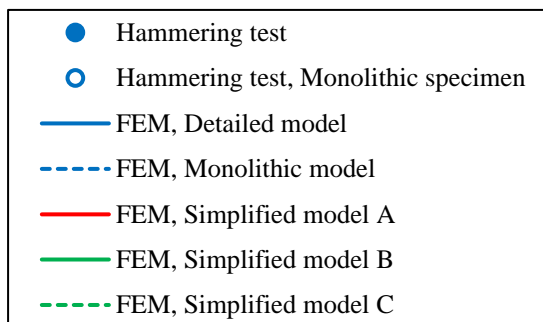 Hammering test
Hammering test, Monolithic specimen
FEM, Detailed model
FEM, Monolithic model
FEM, Simplified model A
FEM, Simplified model B
FEM, Simplified model C